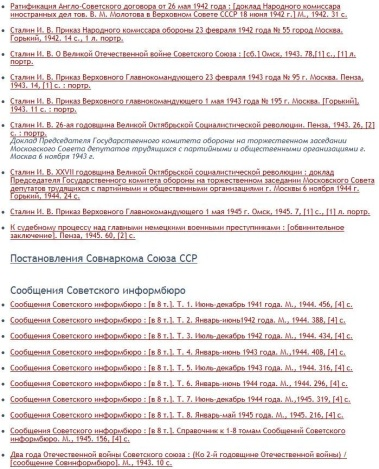 Ратификация Англо-Советского договора от 26 мая 1942 года : [доклад Народного комиссара
иностранных дел тов. В. М. Молотова в Верховном Совете СССР 18 июня 1942 г.] М., 1942. 31 с.
Сталин И. В. Приказ Народного комиссара обороны 23 февраля 1942 года № 55 город Москва.
Горький, 1942. 14 с., 1 л. портр.
Сталин И. В. О Великой Отечественной войне Советского Союза : [сб.] Омск, 1943. 78,[1] с., [1] л.
портр.
Сталин И. В. Приказ Верховного Главнокомандующего 23 февраля 1943 года № 95 г. Москва. Пенза,
1943. 14, [1] с. : портр.
Сталин И. В. Приказ Верховного главнокомандующего 1 мая 1943 года № 195 г. Москва. [Горький],
1943. 11 с. : портр.
Сталин И. В. 26-ая годовщина Великой Октябрьской Социалистической революции. Пенза, 1943. 26, [2]
с. : портр.
Доклад Председателя Государственного комитета обороны на торжественном заседании
Московского Совета депутатов трудящихся с партийными и общественными организациями г.
Москва 6 ноября 1943 г.
Сталин И. В. XXVII годовщина Великой Октябрьской социалистической революции : доклад
Председателя Государственного комитета обороны на торжественном заседании Московского Совета
депутатов трудящихся с партийными и общественными организациями г. Москвы 6 ноября 1944 г.
Горький, 1944. 24 с.
Сталин И. В. Приказ Верховного Главнокомандующего 1 мая 1945 г. Омск, 1945. 7, [1] с., [1] л. портр.
К судебному процессу над главными немецкими военными преступниками : [обвинительное
заключение]. Пенза, 1945. 60, [2] с.
Постановления Совнаркома Союза ССР
Сообщения Советского информбюро
Сообщения Советского информбюро : [в 8 т.]. Т. 1. Июнь-декабрь 1941 года. М., 1944. 456, [4] с.
Сообщения Советского информбюро : [в 8 т.]. Т. 2. Январь-июнь1942 года. М., 1944. 388, [4] с.
Сообщения Советского информбюро : [в 8 т.]. Т. 3. Июль-декабрь 1942 года. М., 1944. 434, [4] с.
Сообщения Советского информбюро : [в 8 т.]. Т. 4. Январь-июнь 1943 года. М.,1944. 408, [4] с.
Сообщения Советского информбюро : [в 8 т.]. Т. 5. Июль-декабрь 1943 года. М., 1944. 316, [4] с.
Сообщения Советского информбюро : [в 8 т.]. Т. 6. Январь-июнь 1944 года. М., 1944. 296, [4] с.
Сообщения Советского информбюро : [в 8 т.]. Т. 7. Июль-декабрь 1944 года. М.,1945. 319, [4] с.
Сообщения Советского информбюро : [в 8 т.]. Т. 8. Январь-май 1945 года. М., 1945. 216, [4] с.
Сообщения Советского информбюро : [в 8 т.]. Справочник к 1-8 томам Сообщений Советского
информбюро. М., 1945. 156, [4] с.
Два года Отечественной войны Советского союза : (Ко 2-й годовщине Отечественной войны) /
[сообщение Совинформбюро]. М., 1943. 10 с.